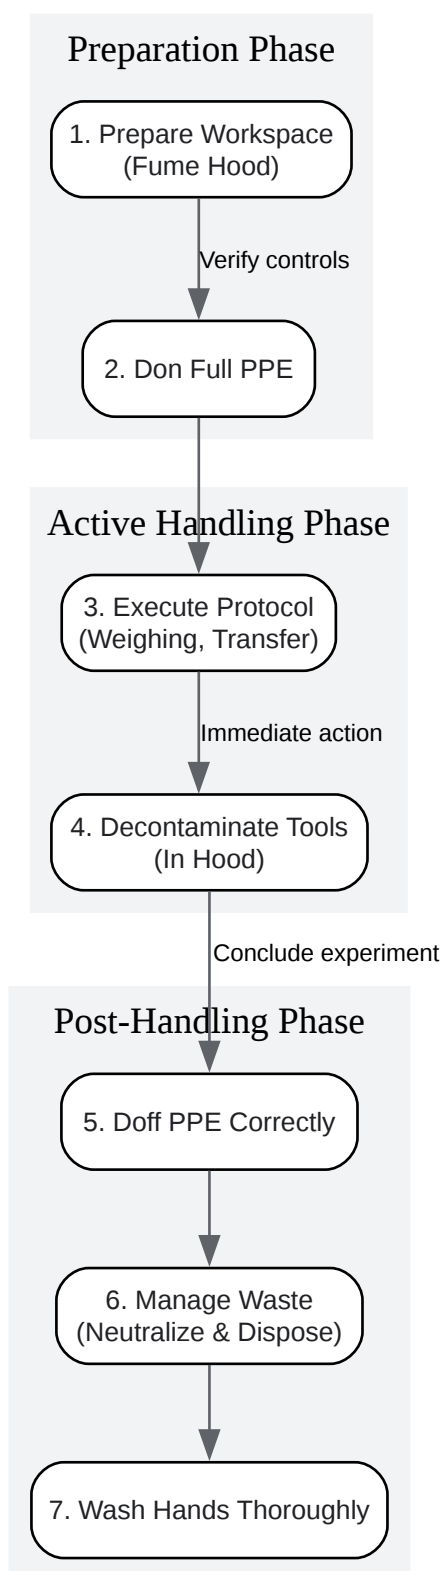 Preparation Phase
1. Prepare Workspace
(Fume Hood)
Verify controls
2. Don Full PPE
Active Handling Phase
3. Execute Protocol
(Weighing, Transfer)
Immediate action
4. Decontaminate Tools
(In Hood)
Conclude experiment
Post-Handling Phase
5. Doff PPE Correctly
6. Manage Waste
(Neutralize & Dispose)
7. Wash Hands Thoroughly